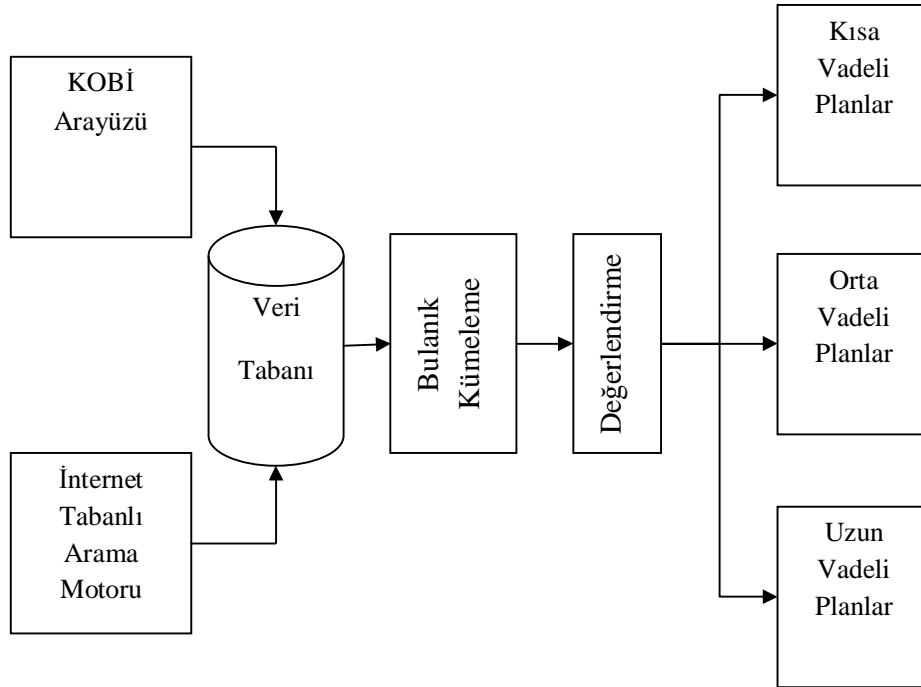 KOBİ
Arayüzü
İnternet
Tabanlı
Arama
Motoru
Veri
Tabanı
Bulanık
Kümeleme
Değerlendirme
Kısa
Vadeli
Planlar
Orta
Vadeli
Planlar
Uzun
Vadeli
Planlar